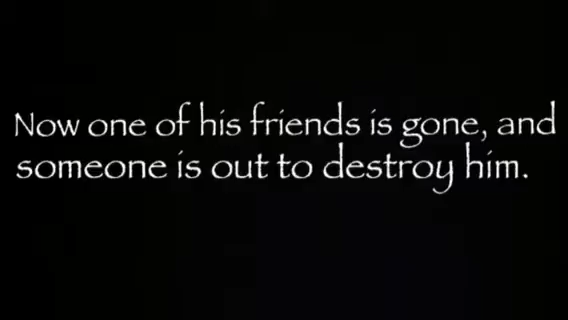 Now one of his friends is gone, and
someone is out to destroy him.